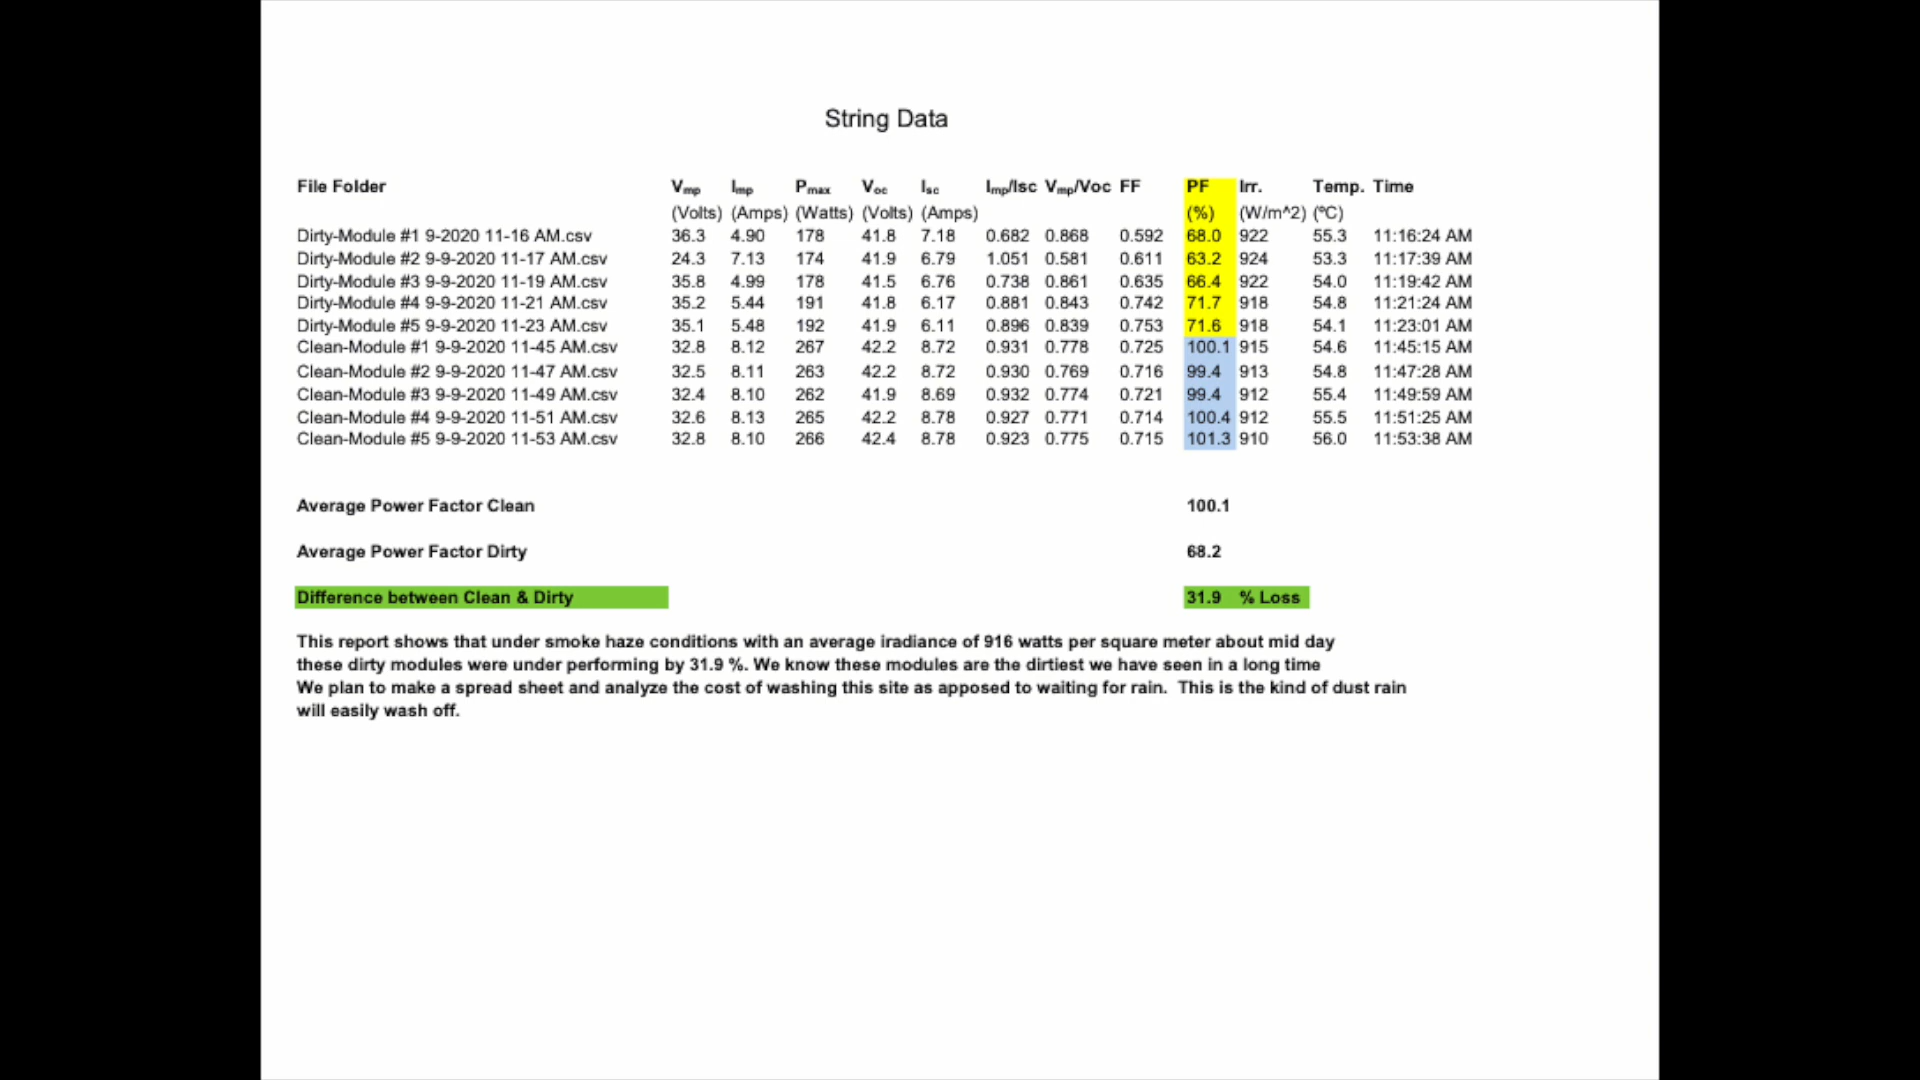 String Data
File Folder Vmp Imp Pmax Voc Isc Imp/Isc Vmp/Voc FF PF Irr. Temp. Time
(Volts) (Amps) (Watts) (Volts) (Amps) (%) (W/m^2) (ºC)
Dirty-Module #1 9-2020 11-16 AM.csv 36.3 4.90 178 41.8 7.18 0.682 0.868 0.592 68.0 922 55.3 11:16:24 AM
Dirty-Module #2 9-9-2020 11-17 AM.csv 24.3 7.13 174 41.9 6.79 1.051 0.581 0.611 63.2 924 53.3 11:17:39 AM
Dirty-Module #3 9-9-2020 11-19 AM.csv 35.8 4.99 178 41.5 6.76 0.738 0.861 0.635 66.4 922 54.0 11:19:42 AM
Dirty-Module #4 9-9-2020 11-21 AM.csv 35.2 5.44 191 41.8 6.17 0.881 0.843 0.742 71.7 918 54.8 11:21:24 AM
Dirty-Module #5 9-9-2020 11-23 AM.csv 35.1 5.48 192 41.9 6.11 0.896 0.839 0.753 71.6 918 54.1 11:23:01 AM
Clean-Module #1 9-9-2020 11-45 AM.csv 32.8 8.12 267 42.2 8.72 0.931 0.778 0.725 100.1 915 54.6 11:45:15 AM
Clean-Module #2 9-9-2020 11-47 AM.csv 32.5 8.11 263 42.2 8.72 0.930 0.769 0.716 99.4 913 54.8 11:47:28 AM
Clean-Module #3 9-9-2020 11-49 AM.csv 32.4 8.10 262 41.9 8.69 0.932 0.774 0.721 99.4 912 55.4 11:49:59 AM
Clean-Module #4 9-9-2020 11-51 AM.csv 32.6 8.13 265 42.2 8.78 0.927 0.771 0.714 100.4 912 55.5 11:51:25 AM
Clean-Module #5 9-9-2020 11-53 AM.csv 32.8 8.10 266 42.4 8.78 0.923 0.775 0.715 101.3 910 56.0 11:53:38 AM
Average Power Factor Clean 100.1
Average Power Factor Dirty 68.2
Difference between Clean & Dirty 31.9 % Loss
This report shows that under smoke haze conditions with an average iradiance of 916 watts per square meter about mid day
these dirty modules were under performing by 31.9 %. We know these modules are the dirtiest we have seen in a long time
We plan to make a spread sheet and analyze the cost of washing this site as apposed to waiting for rain. This is the kind of dust rain
will easily wash off.